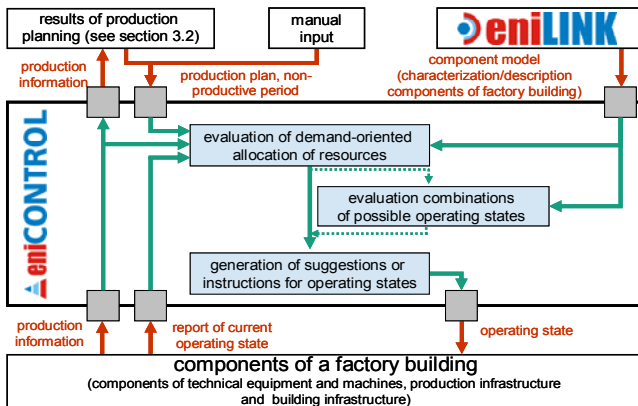 results of production
planning (see section 3.2)
manual
input
eniLINK
production
information
production plan, non-
productive period
component model
(characterization/description
components of factory building)
eniCONTROL
evaluation of demand-oriented
allocation of resources
evaluation combinations
of possible operating states
generation of suggestions or
instructions for operating states
production
information
report of current
operating state
operating state
components of a factory building
(components of technical equipment and machines, production infrastructure
and building infrastructure)